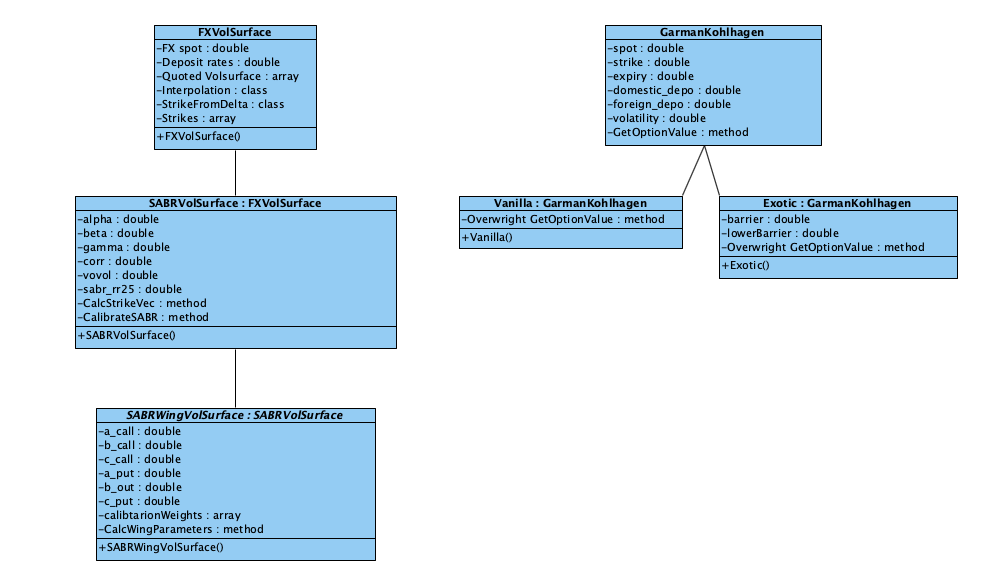 FXVolSurface
-FX spot : double
-Deposit rates : double
-Quoted Volsurface : array
-Interpolation : class
-StrikeFromDelta : class
-Strikes : array
+FXVolSurface()
GarmanKohlhagen
-spot : double
-strike : double
-expiry : double
-domestic_depo : double
-foreign_depo : double
-volatility : double
-GetOptionValue : method
SABRVolSurface : FXVolSurface
-alpha : double
-beta : double
-gamma : double
-corr : double
-vovol : double
-sabr_rr25 : double
-CalcStrikeVec : method
-CalibrateSABR : method
+SABRVolSurface()
Vanilla : GarmanKohlhagen
-Overwright GetOptionValue : method
+Vanilla()
Exotic : GarmanKohlhagen
-barrier : double
-lowerBarrier : double
-Overwright GetOptionValue : method
+Exotic()
SABRWingVolSurface : SABRVolSurface
-a_call : double
-b_call : double
-c_call : double
-a_put : double
-b_out : double
-c_put : double
-calibtarionWeights : array
-CalcWingParameters : method
+SABRWingVolSurface()